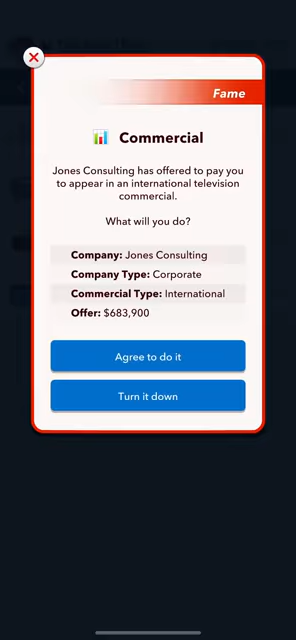 Fame
Commercial
Jones Consulting has offered to pay you
to appear in an international television
commercial.
What will you do?
Company: Jones Consulting
Company Type: Corporate
Commercial Type: International
Offer: $683,900
Agree to do it
Turn it down